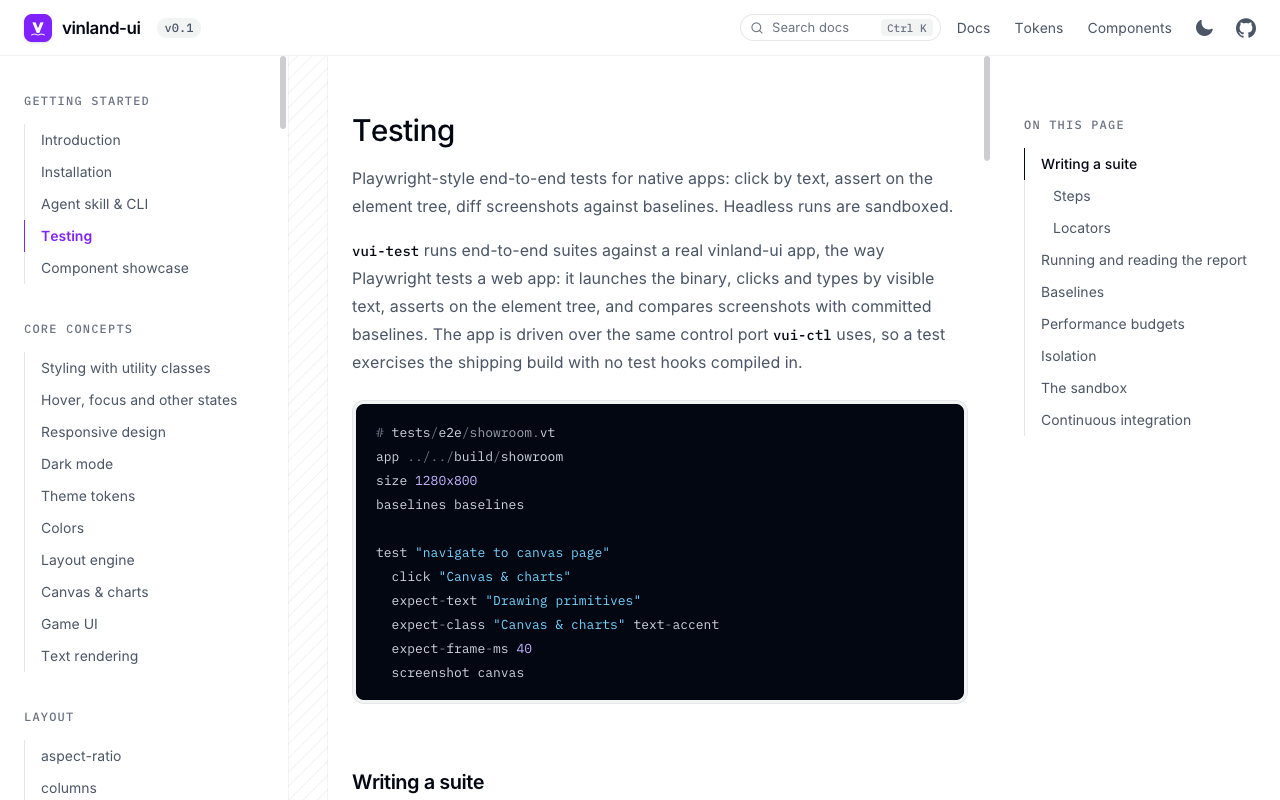 vinland-ui v0.1 Search docs Ctrl K Docs Tokens Components
GETTING STARTED
Introduction
Installation
Agent skill & CLI
Testing
Component showcase
CORE CONCEPTS
Styling with utility classes
Hover, focus and other states
Responsive design
Dark mode
Theme tokens
Colors
Layout engine
Canvas & charts
Game UI
Text rendering
LAYOUT
aspect-ratio
columns
Testing
Playwright-style end-to-end tests for native apps: click by text, assert on the
element tree, diff screenshots against baselines. Headless runs are sandboxed.
vui-test runs end-to-end suites against a real vinland-ui app, the way
Playwright tests a web app: it launches the binary, clicks and types by visible
text, asserts on the element tree, and compares screenshots with committed
baselines. The app is driven over the same control port vui-ctl uses, so a test
exercises the shipping build with no test hooks compiled in.
# tests/e2e/showroom.vt
app ../../build/showroom
size 1280x800
baselines baselines
test "navigate to canvas page"
click "Canvas & charts"
expect-text "Drawing primitives"
expect-class "Canvas & charts" text-accent
expect-frame-ms 40
screenshot canvas
Writing a suite
ON THIS PAGE
Writing a suite
Steps
Locators
Running and reading the report
Baselines
Performance budgets
Isolation
The sandbox
Continuous integration